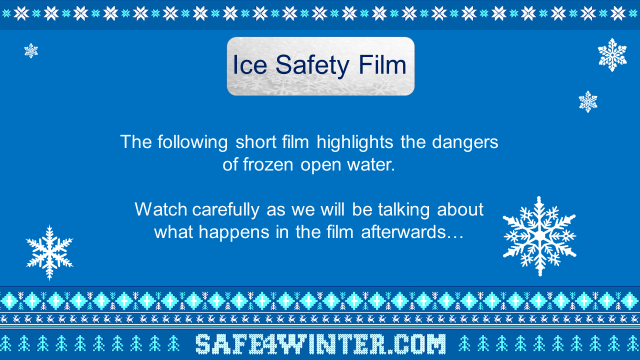 Ice Safety Film
The following short film highlights the dangers
of frozen open water.
Watch carefully as we will be talking about
what happens in the film afterwards…
SAFE4WINTER.COM